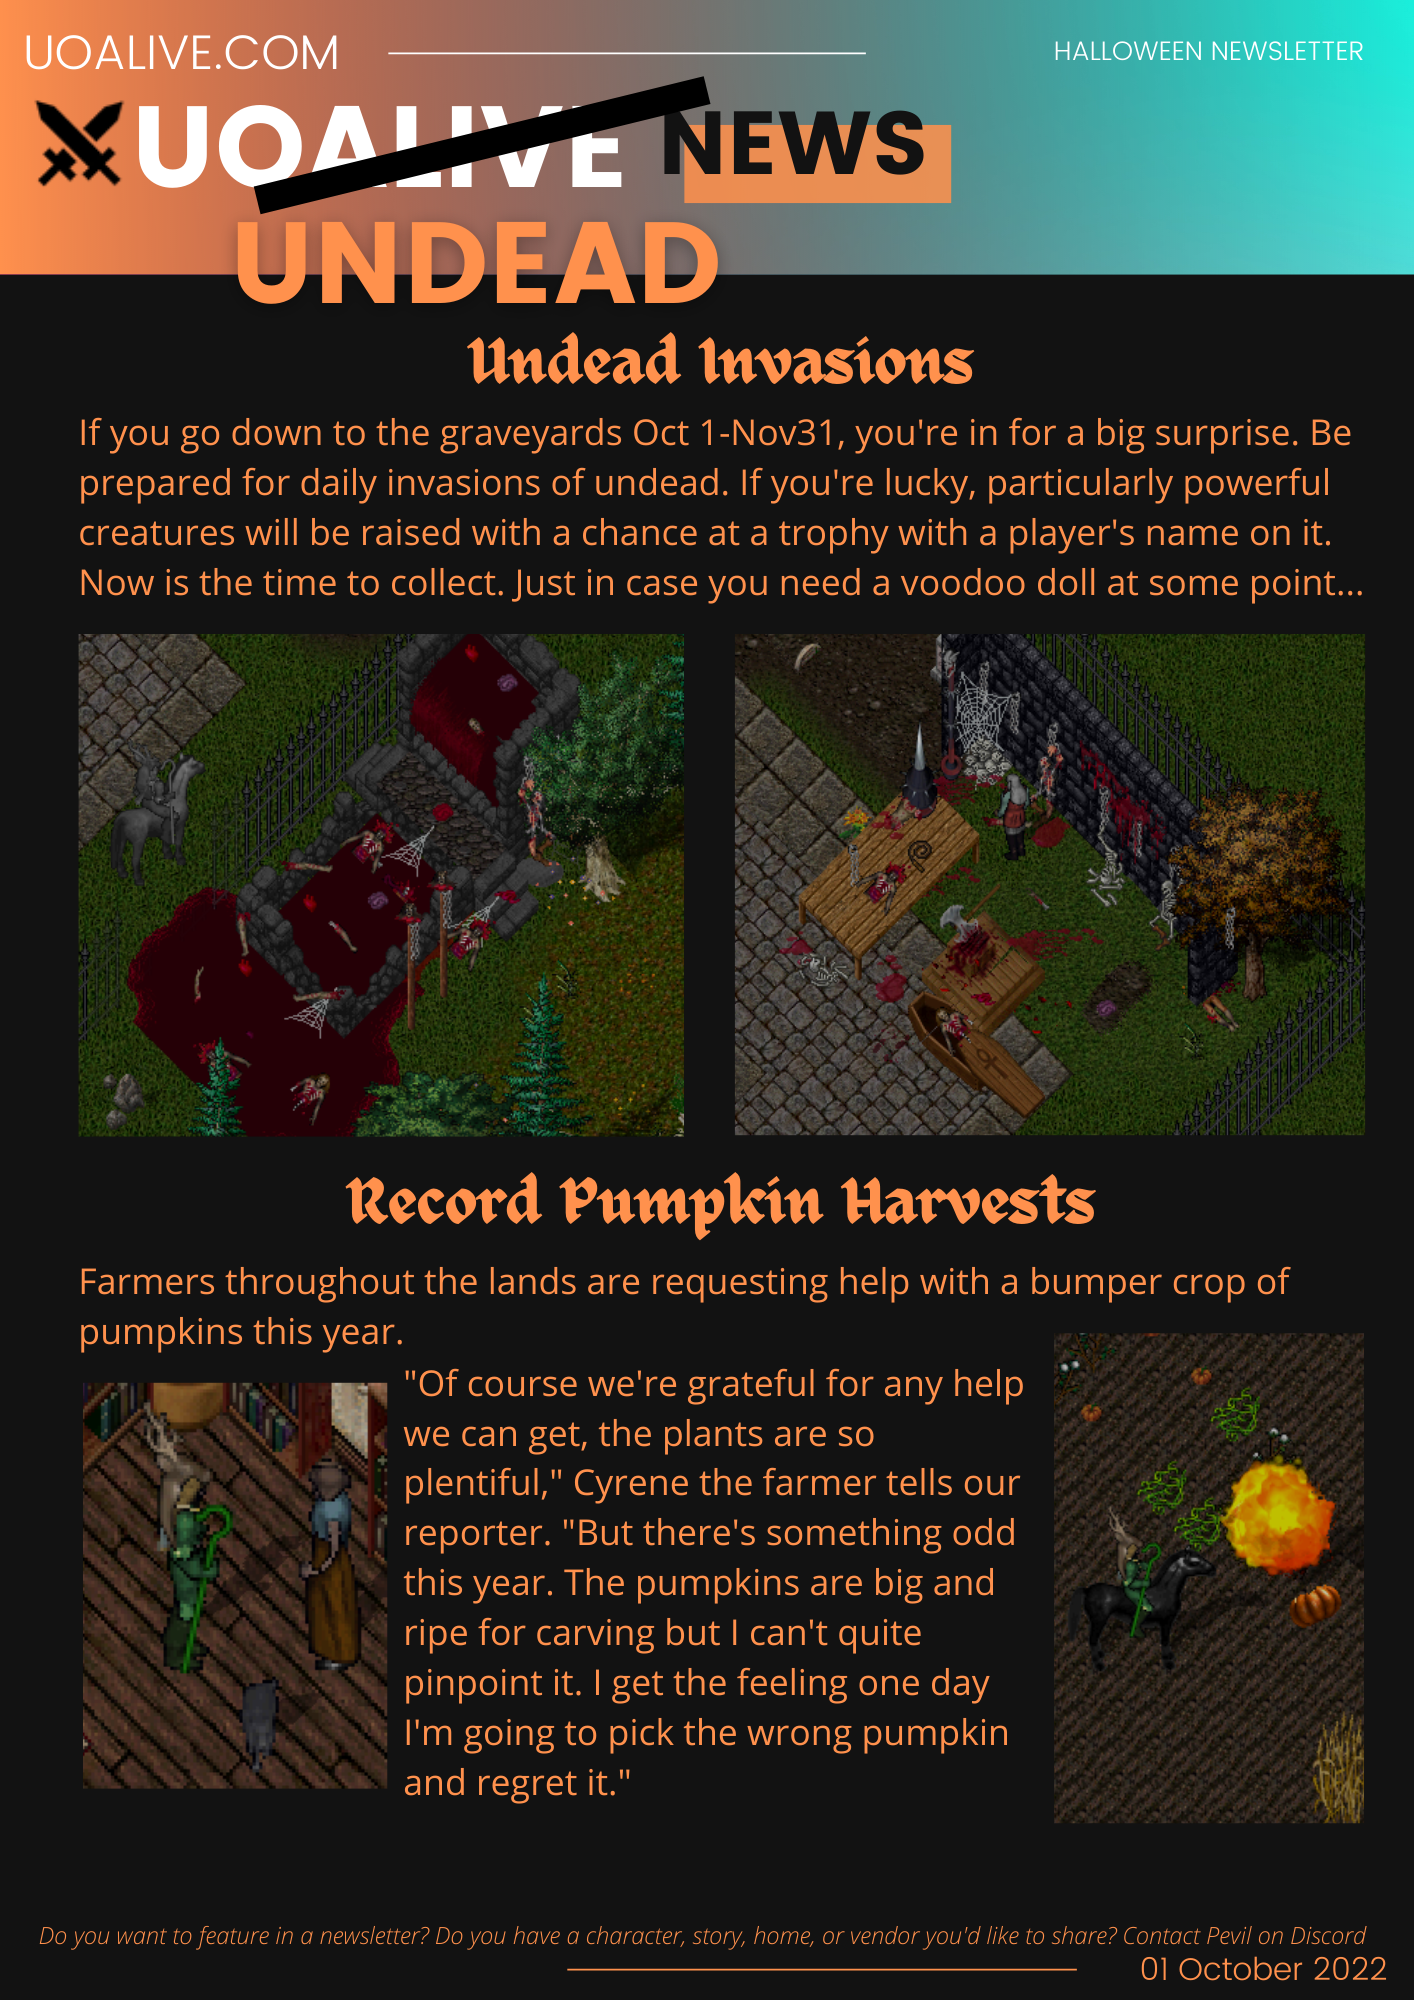 UOALIVE.COM
HALLOWEEN NEWSLETTER
UOALIVE NEWS
UNDEAD
Undead Invasions
If you go down to the graveyards Oct 1-Nov31, you're in for a big surprise. Be
prepared for daily invasions of undead. If you're lucky, particularly powerful
creatures will be raised with a chance at a trophy with a player's name on it.
Now is the time to collect. Just in case you need a voodoo doll at some point...
Record Pumpkin Harvests
Farmers throughout the lands are requesting help with a bumper crop of
pumpkins this year.
"Of course we're grateful for any help
we can get, the plants are so
plentiful," Cyrene the farmer tells our
reporter. "But there's something odd
this year. The pumpkins are big and
ripe for carving but I can't quite
pinpoint it. I get the feeling one day
I'm going to pick the wrong pumpkin
and regret it."
Do you want to feature in a newsletter? Do you have a character, story, home, or vendor you'd like to share? Contact Pevil on Discord
01 October 2022